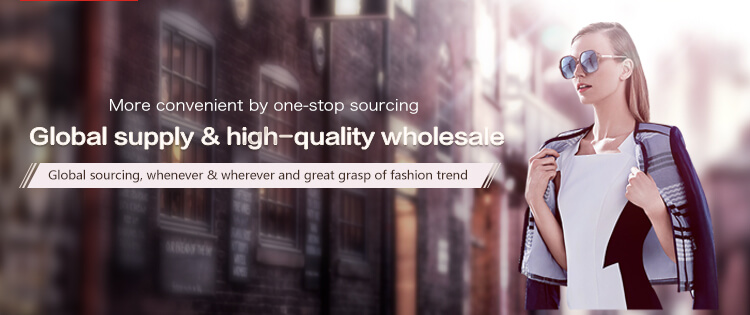 More convenient by one-stop sourcing
Global supply & high-quality wholesale
Global sourcing, whenever & wherever and great grasp of fashion trend